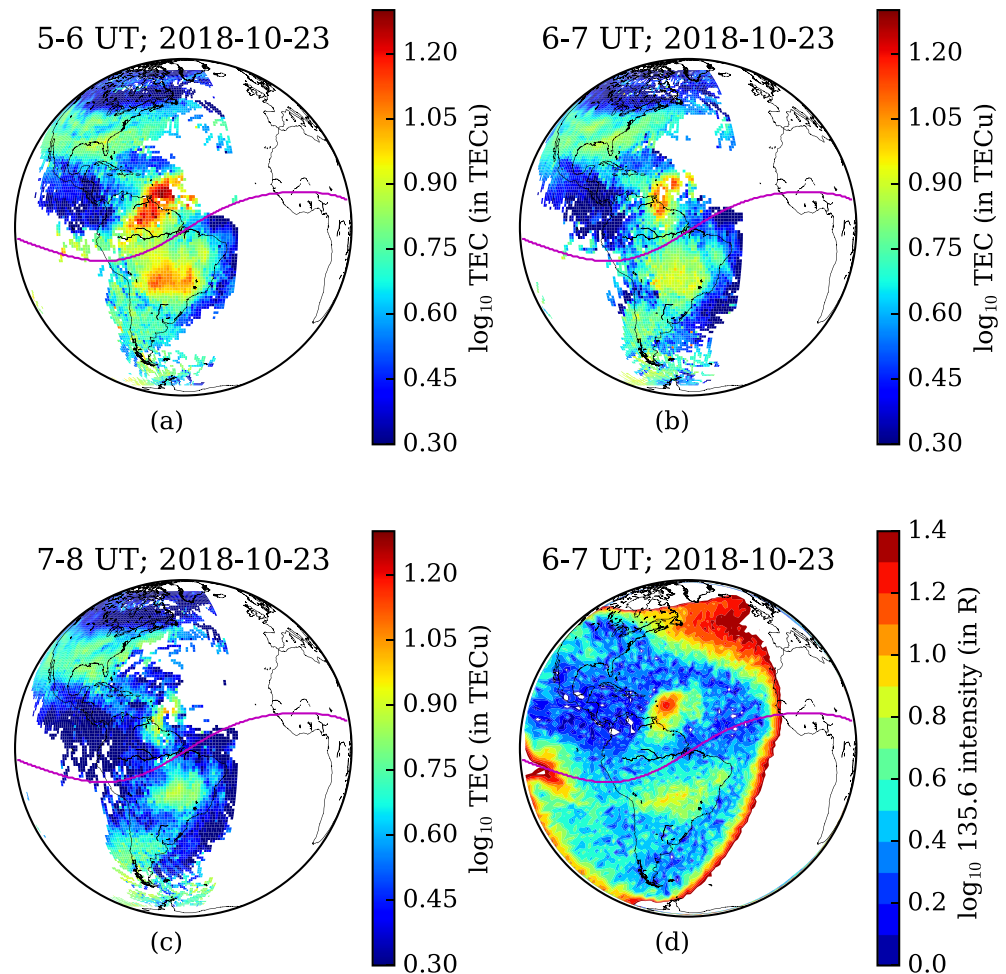 5-6 UT; 2018-10-23
1.20
1.05
0.90
0.75
0.60
0.45
0.30
log₁₀ TEC (in TECu)
(a)
6-7 UT; 2018-10-23
1.20
1.05
0.90
0.75
0.60
0.45
0.30
log₁₀ TEC (in TECu)
(b)
7-8 UT; 2018-10-23
1.20
1.05
0.90
0.75
0.60
0.45
0.30
log₁₀ TEC (in TECu)
(c)
6-7 UT; 2018-10-23
1.4
1.2
1.0
0.8
0.6
0.4
0.2
0.0
log₁₀ 135.6 intensity (in R)
(d)